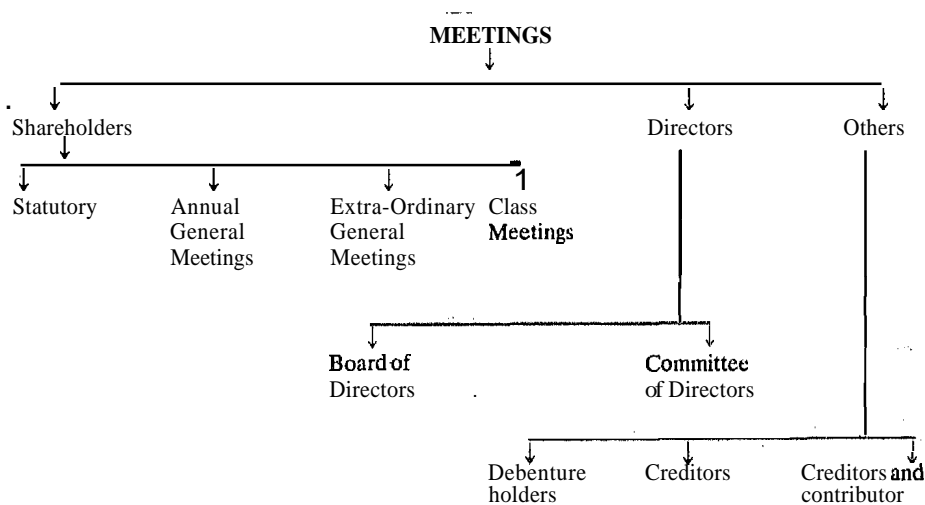 MEETINGS
Shareholders Directors Others
Statutory Annual Extra-Ordinary Class
General General Meetings
Meetings Meetings
Board of Committee
Directors of Directors
Debenture Creditors Creditors and
holders contributor